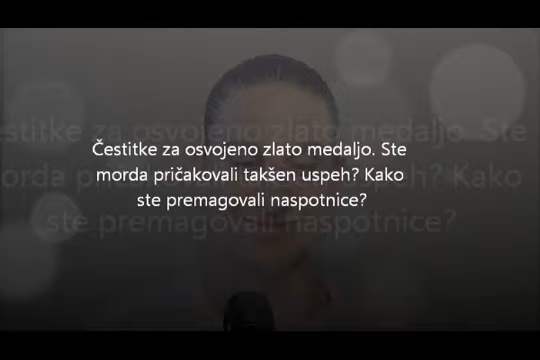 Čestitke za osvojeno zlato medaljo. Ste
morda pričakovali takšen uspeh? Kako
ste premagovali naspotnice?